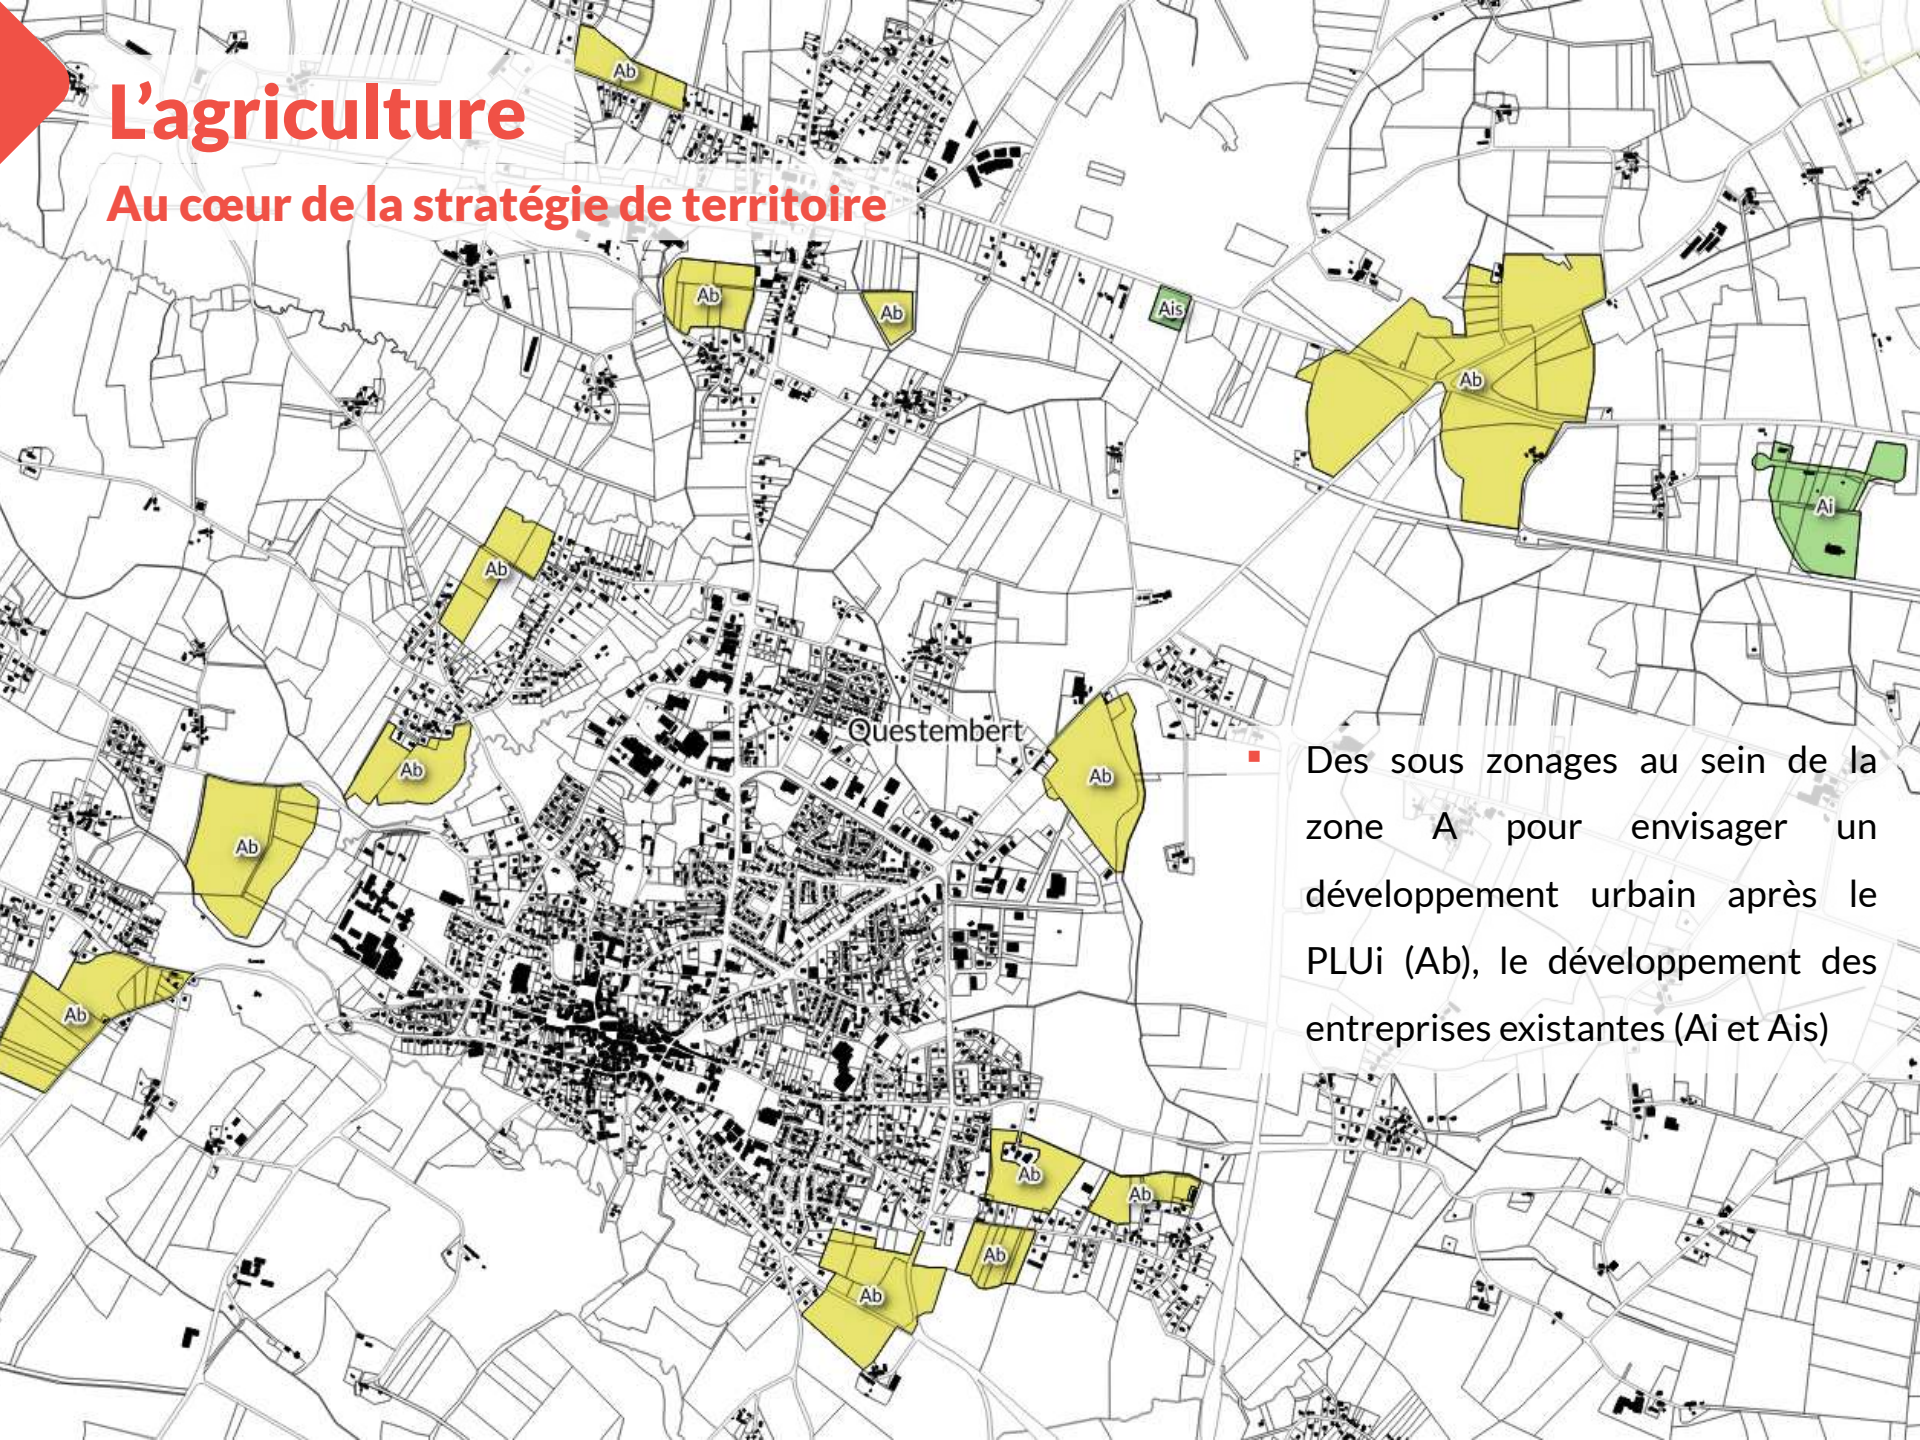 L’agriculture
Au cœur de la stratégie de territoire
Ab
Ab
Ab
Ais
Ab
Ai
Ab
Questembert
Ab
Ab
Ab
Ab
Ab
Ab
Ab
Ab
Des sous zonages au sein de la
zone A pour envisager un
développement urbain après le
PLUi (Ab), le développement des
entreprises existantes (Ai et Ais)
Ab